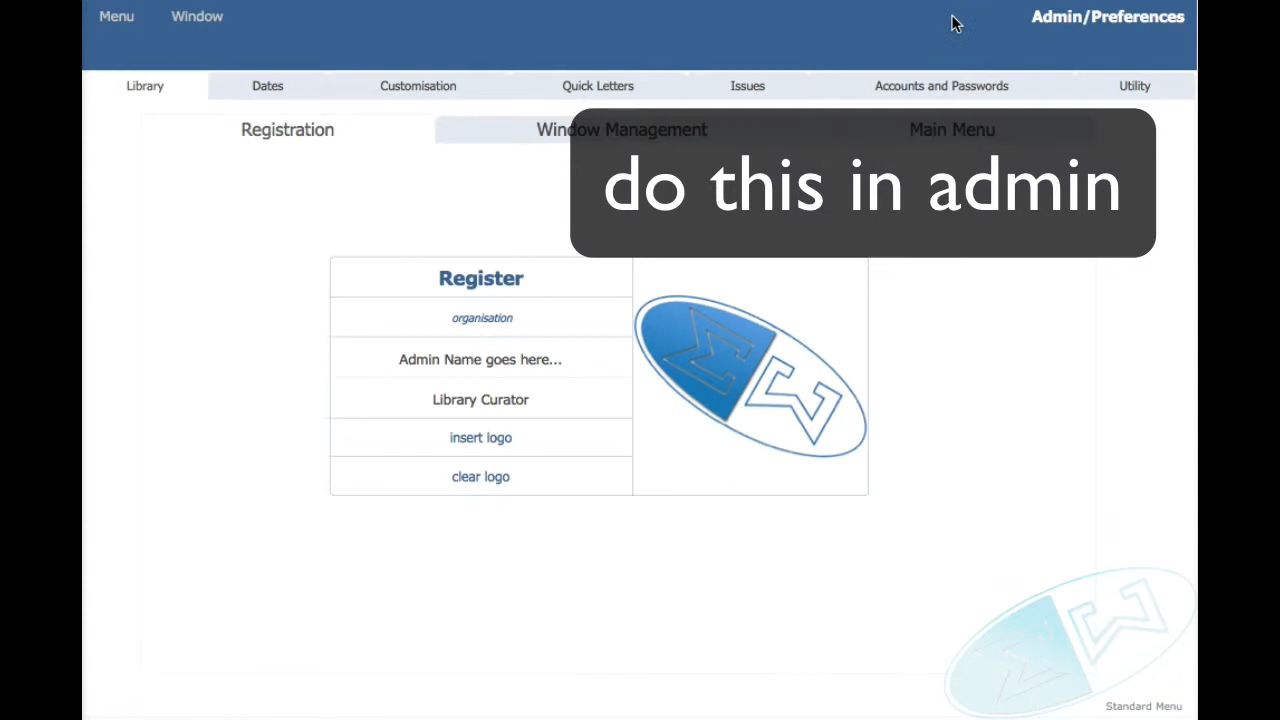 Menu Window Admin/Preferences
Library Dates Customisation Quick Letters Issues Accounts and Passwords Utility
Registration Window Management Main Menu
do this in admin
Register
organisation
Admin Name goes here...
Library Curator
insert logo
clear logo
Standard Menu